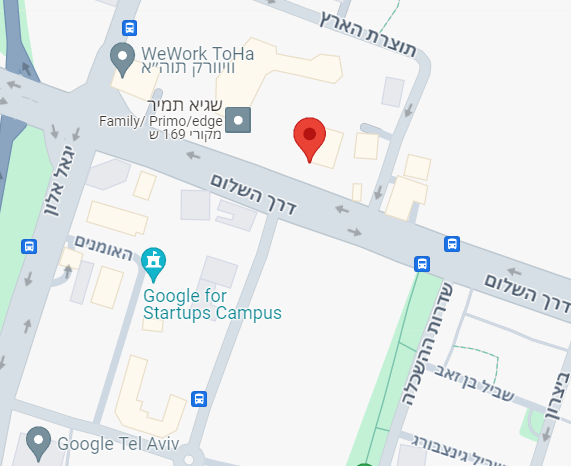 תוצרת הארץ
WeWork ToHa
וויוורק תוה״א
שגיא תמיר
Family/ Primo/edge
מקורי 169 ש
יגאל אלון
דרך השלום
האומנים
Google for
Startups Campus
דרך השלום
שדרות ההשכלה
שביל בן זאב
ביצרון
Google Tel Aviv
שביל גינצבורג